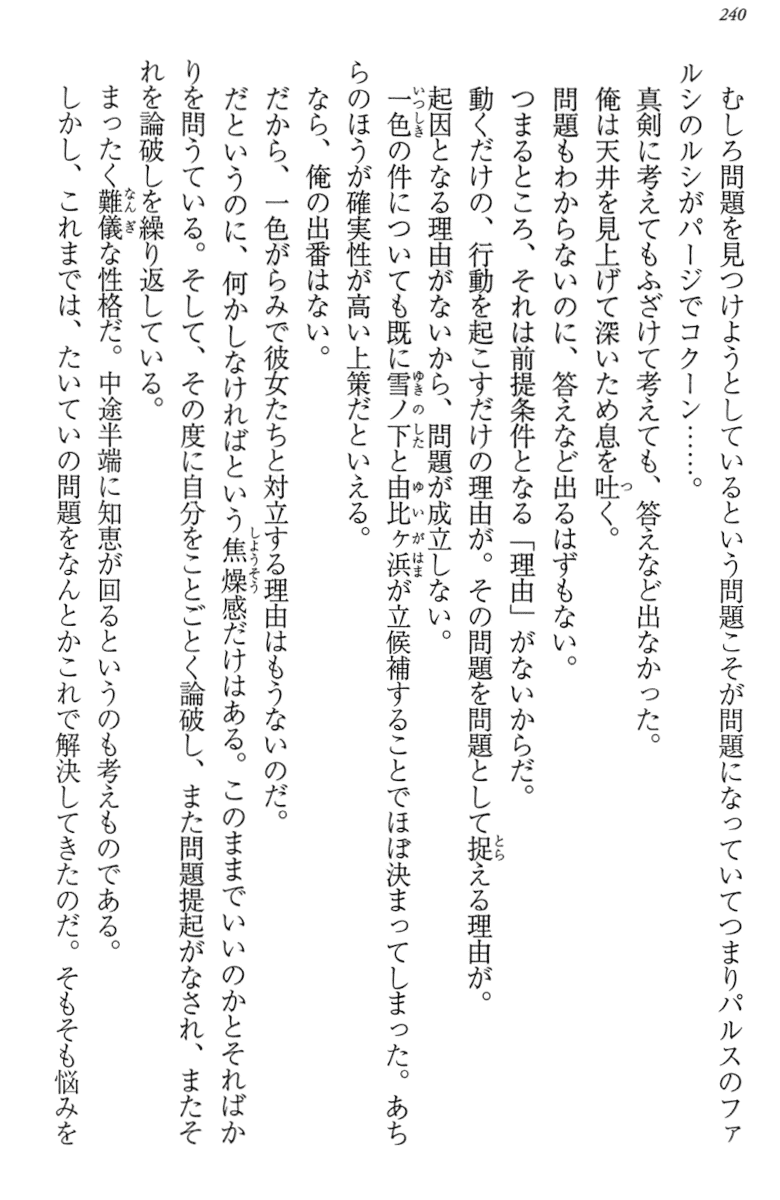 240
むしろ問題を見つけようとしているという問題こそが問題になっていてつまりパルスのファ
ルシのルシがパージでコクーン……。
真剣に考えてもふざけて考えても、答えなど出なかった。
俺は天井を見上げて深いため息を吐く。
問題もわからないのに、答えなど出るはずもない。
つまるところ、それは前提条件となる「理由」がないからだ。
動くだけの、行動を起こすだけの理由が。その問題を問題として捉える理由が。
起因となる理由がないから、問題が成立しない。
一色の件についても既に雪ノ下と由比ヶ浜が立候補することでほぼ決まってしまった。あち
らのほうが確実性が高い上策だといえる。
なら、俺の出番はない。
だから、一色がらみで彼女たちと対立する理由はもうないのだ。
だというのに、何かしなければという焦燥感だけはある。このままでいいのかとそればか
りを問うている。そして、その度に自分をことごとく論破し、また問題提起がなされ、またそ
れを論破しを繰り返している。
まったく難儀な性格だ。中途半端に知恵が回るというのも考えものである。
しかし、これまでは、たいていの問題をなんとかこれで解決してきたのだ。そもそも悩みを